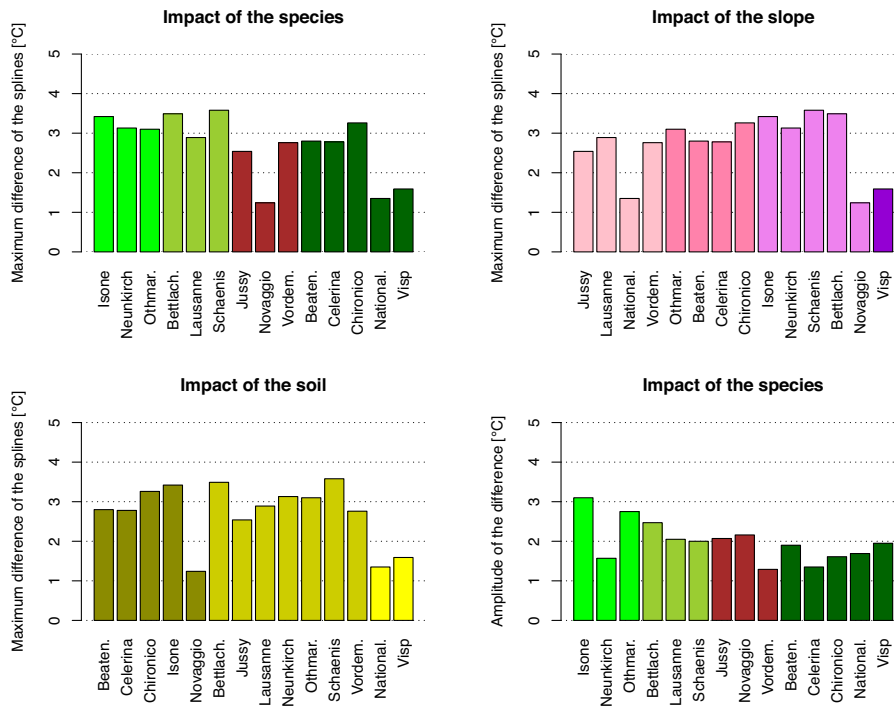 Impact of the species
Maximum difference of the splines [°C]
5
4
3
2
1
0
Isone
Neunkirch
Othmar.
Bettlach.
Lausanne
Schaenis
Jussy
Novaggio
Vordem.
Beaten.
Celerina
Chironico
National.
Visp
Impact of the slope
Maximum difference of the splines [°C]
5
4
3
2
1
0
Jussy
Lausanne
National.
Vordem.
Othmar.
Beaten.
Celerina
Chironico
Isone
Neunkirch
Schaenis
Bettlach.
Novaggio
Visp
Impact of the soil
Maximum difference of the splines [°C]
5
4
3
2
1
0
Beaten.
Celerina
Chironico
Isone
Novaggio
Bettlach.
Jussy
Lausanne
Neunkirch
Othmar.
Schaenis
Vordem.
National.
Visp
Impact of the species
Amplitude of the difference [°C]
5
4
3
2
1
0
Isone
Neunkirch
Othmar.
Bettlach.
Lausanne
Schaenis
Jussy
Novaggio
Vordem.
Beaten.
Celerina
Chironico
National.
Visp